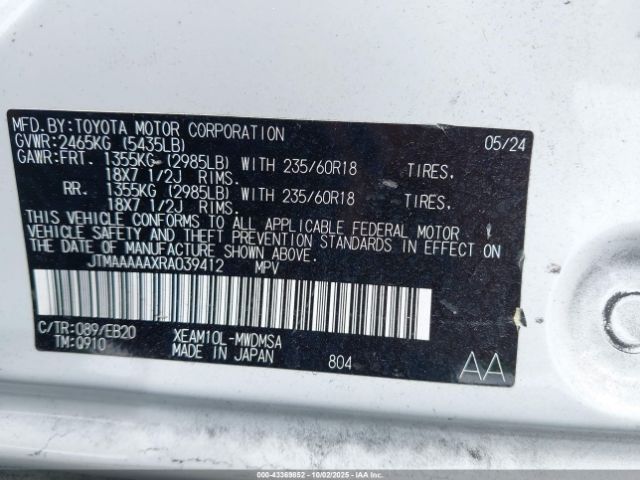 MFD.BY:TOYOTA MOTOR CORPORATION 05/24
GVWR:2465KG (5435LB)
GAWR:FRT. 1355KG (2985LB) WITH 235/60R18 TIRES.
18X7 1/2J RIMS.
RR. 1355KG (2985LB) WITH 235/60R18 TIRES.
18X7 1/2J RIMS.
THIS VEHICLE CONFORMS TO ALL APPLICABLE FEDERAL MOTOR
VEHICLE SAFETY AND THEFT PREVENTION STANDARDS IN EFFECT ON
THE DATE OF MANUFACTURE SHOWN ABOVE.
JTMAAAAAXRA039412 MPV
C/TR:089/EB20 XEAM10L-MWDMSA
TM:Q910 MADE IN JAPAN 804 AA
000-43369852 - 10/02/2025 - IAAI.COM